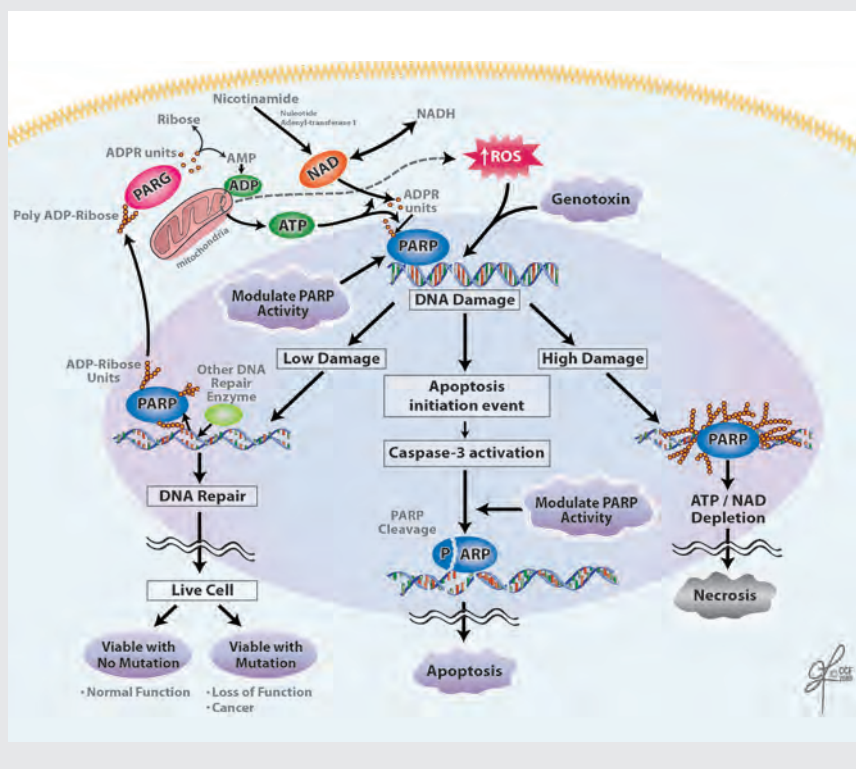 Nicotinamide
Nuleotide
Adenyl-transferase 1
NADH
Ribose
ADPR units
AMP
PARG
ADP
NAD
↑ROS
Genotoxin
Poly ADP-Ribose
mitochondria
ATP
ADPR
units
PARP
Modulate PARP
Activity
DNA Damage
Low Damage
High Damage
Apoptosis
initiation event
Caspase-3 activation
ADP-Ribose
Units
Other DNA
Repair
Enzyme
PARP
PARP
DNA Repair
PARP
Cleavage
Modulate PARP
Activity
ATP / NAD
Depletion
P ARP
Live Cell
Necrosis
Viable with
No Mutation
Viable with
Mutation
Apoptosis
• Normal Function
• Loss of Function
• Cancer
CCF